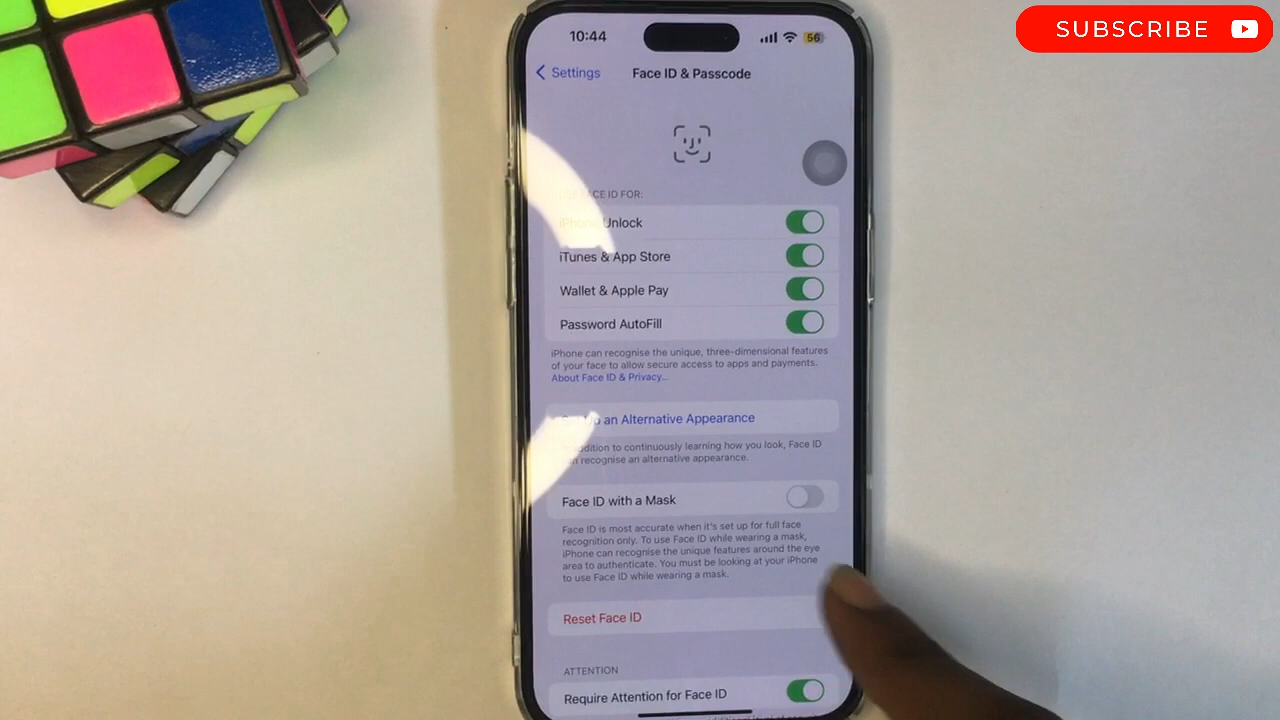 SUBSCRIBE
10:44
56
Settings
Face ID & Passcode
FACE ID FOR:
iPhone Unlock
iTunes & App Store
Wallet & Apple Pay
Password AutoFill
iPhone can recognise the unique, three-dimensional features
of your face to allow secure access to apps and payments.
About Face ID & Privacy...
an Alternative Appearance
addition to continuously learning how you look, Face ID
recognise an alternative appearance.
Face ID with a Mask
Face ID is most accurate when it's set up for full face
recognition only. To use Face ID while wearing a mask,
iPhone can recognise the unique features around the eye
area to authenticate. You must be looking at your iPhone
to use Face ID while wearing a mask.
Reset Face ID
ATTENTION
Require Attention for Face ID